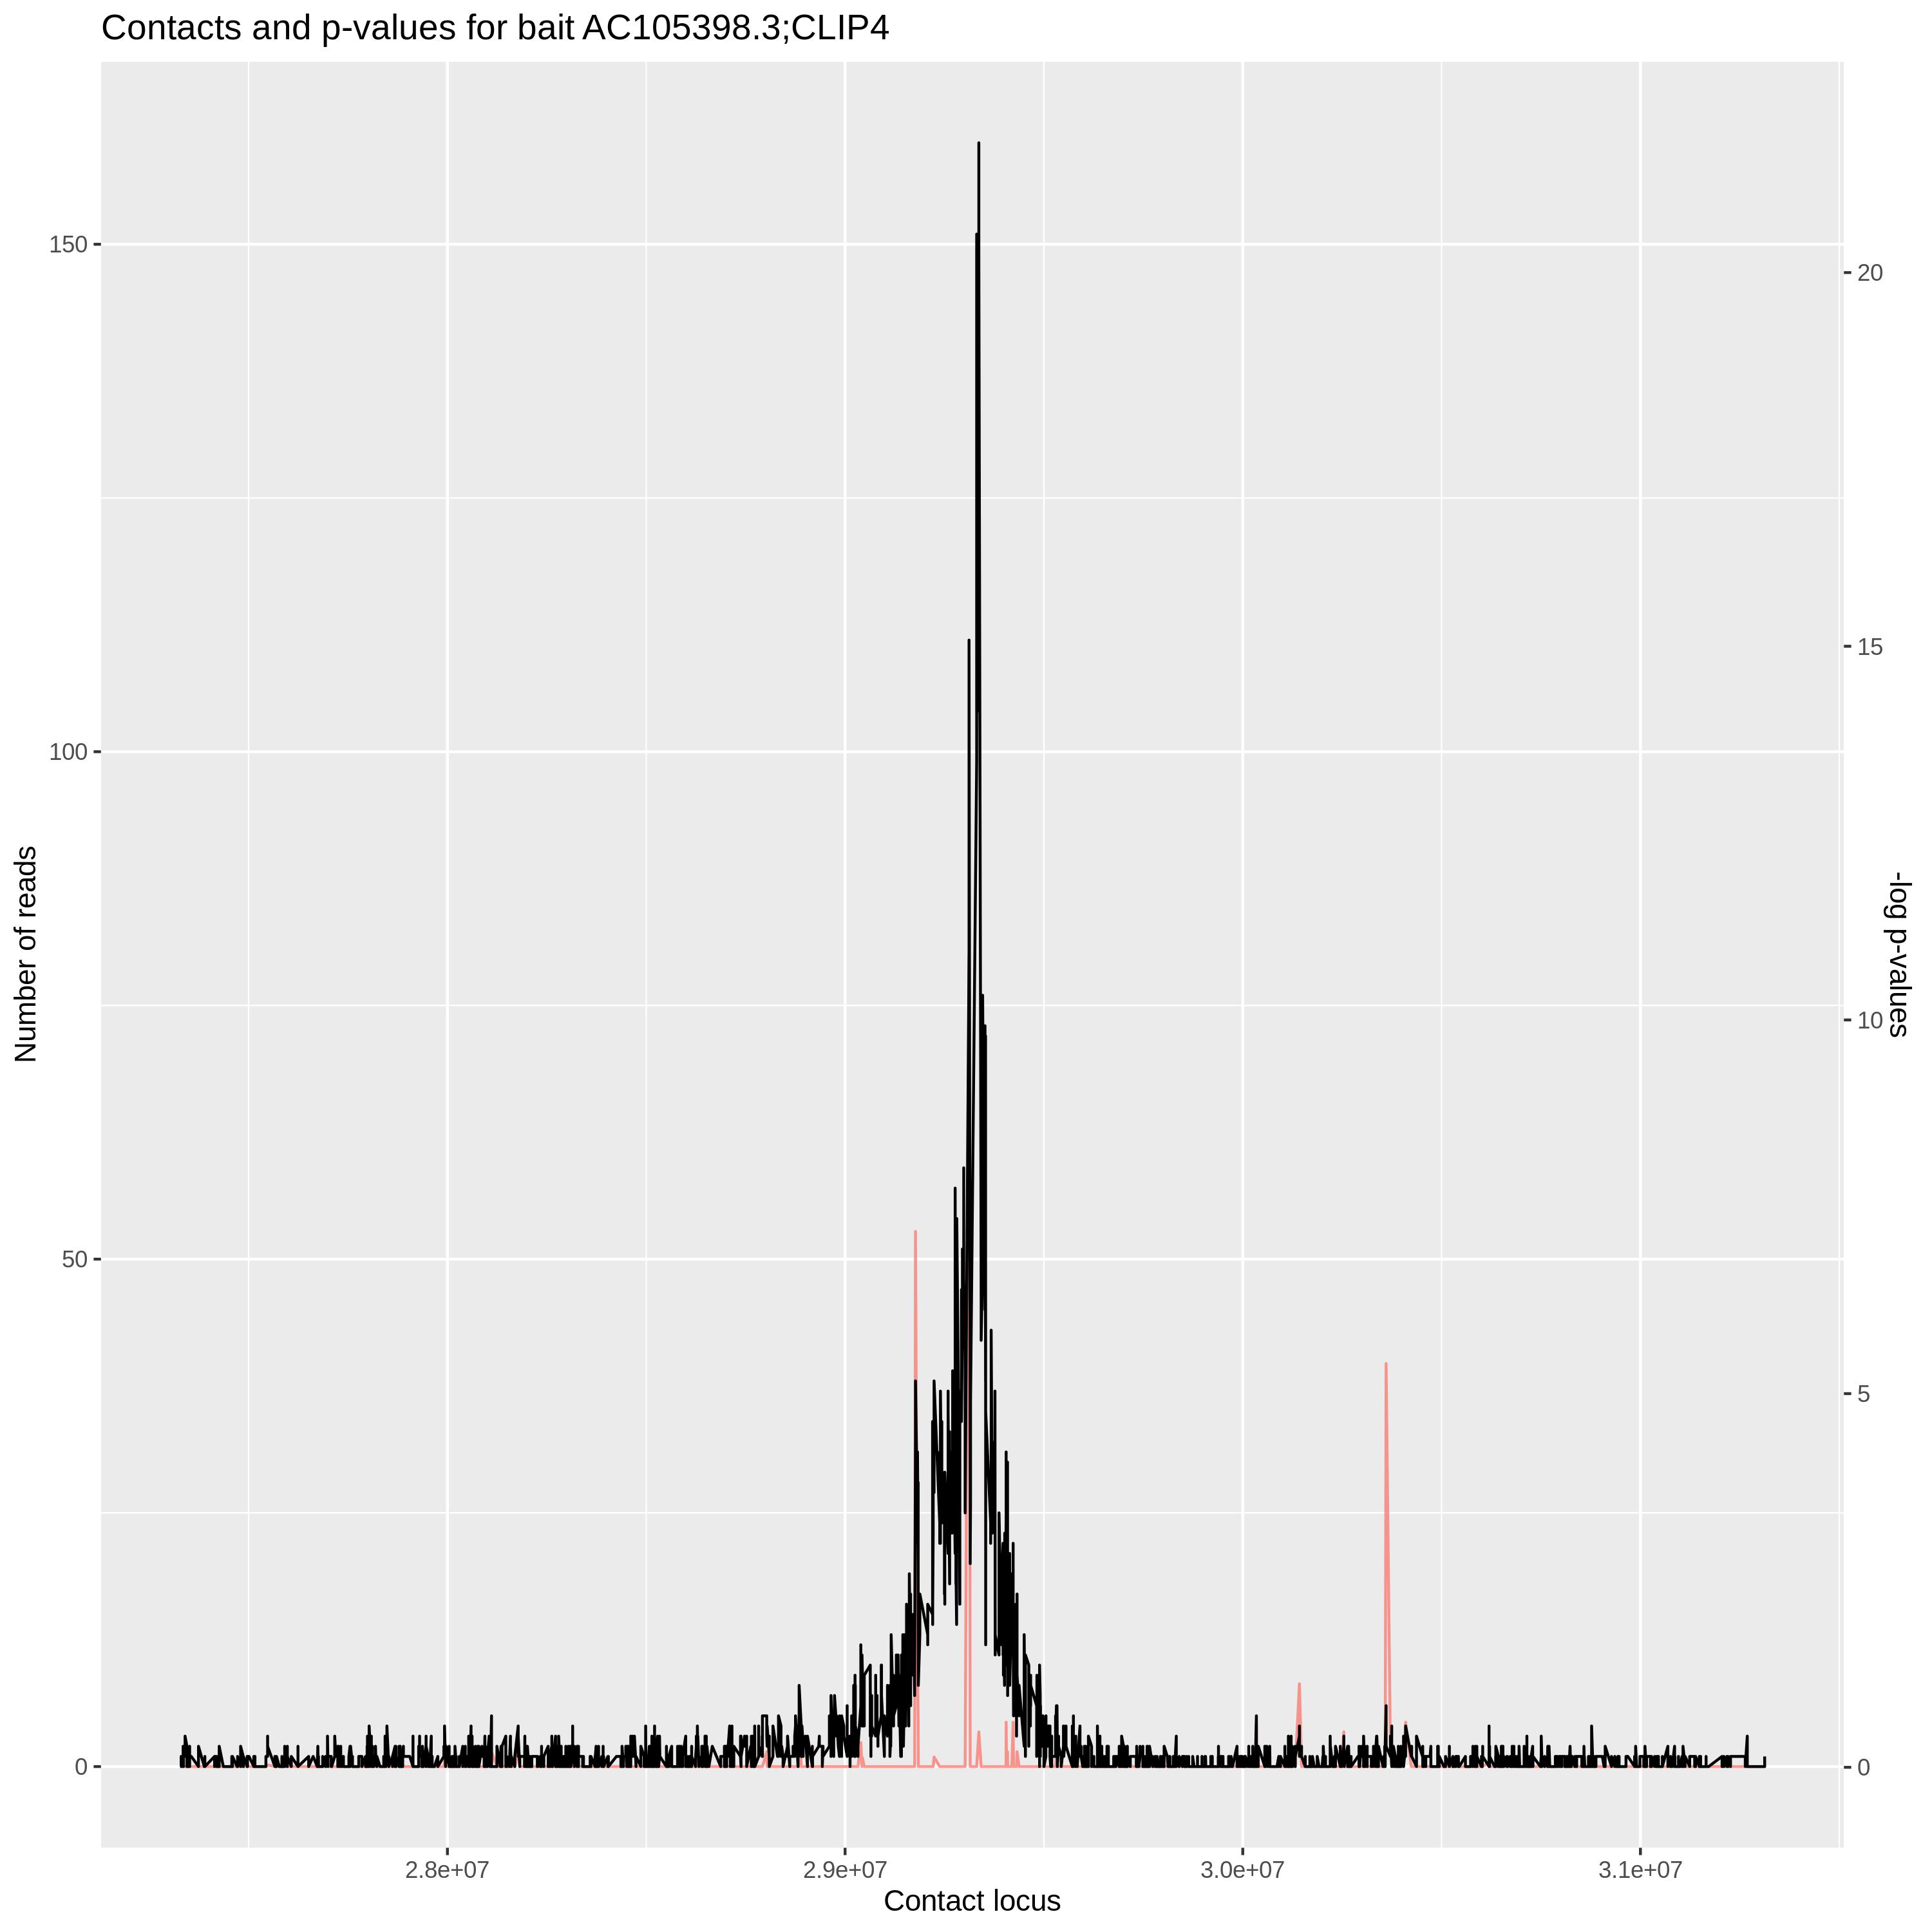 Contacts and p-values for bait AC105398.3;CLIP4
150
100
50
0
Number of reads
20
15
10
5
0
-log p-values
2.8e+07
2.9e+07
3.0e+07
3.1e+07
Contact locus